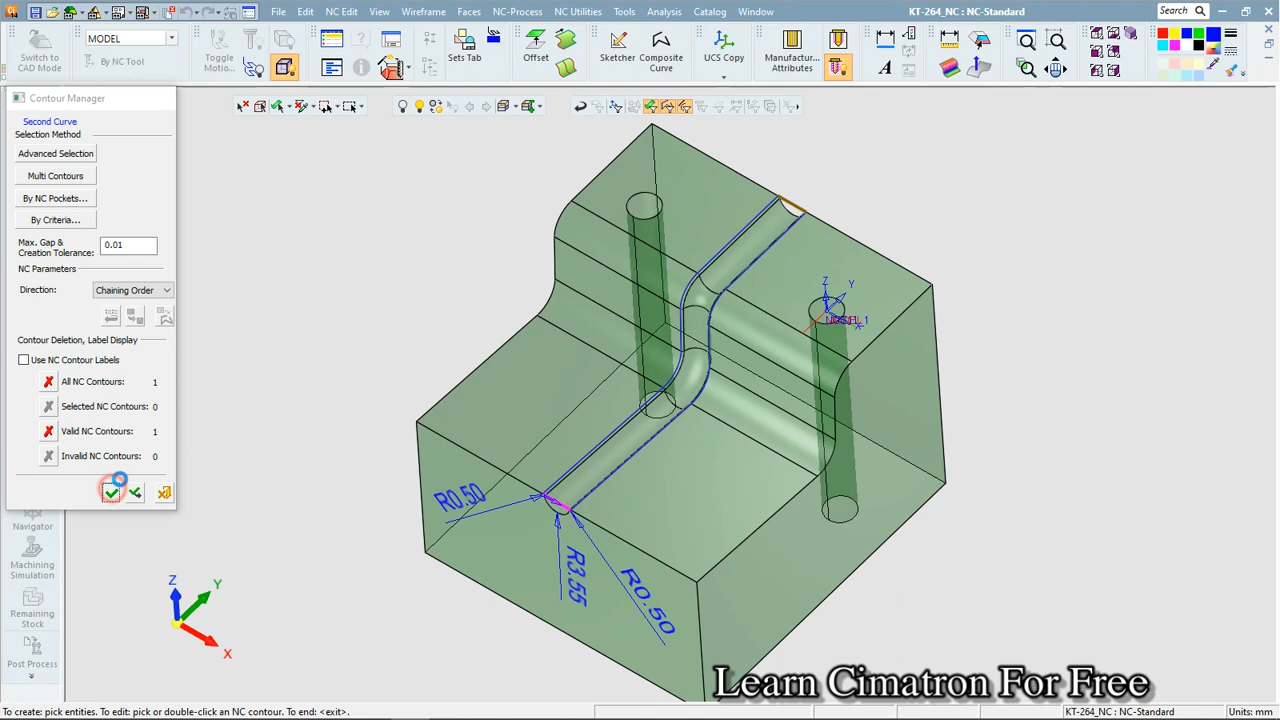 File Edit View Wireframe Faces NC-Process NC Utilities Tools Analysis Catalog Window
KT-264_NC : NC-Standard
Search
MODEL
Switch to
CAD Mode
By NC Tool
Toggle
Motio...
Sets Tab
Offset
Sketcher
Composite
Curve
UCS Copy
Manufactur...
Attributes
Contour Manager
Second Curve
Selection Method
Advanced Selection
Multi Contours
By NC Pockets...
By Criteria...
Max. Gap &
Creation Tolerance:
0.01
NC Parameters
Direction:
Chaining Order
Contour Deletion, Label Display
Use NC Contour Labels
All NC Contours: 1
Selected NC Contours: 0
Valid NC Contours: 1
Invalid NC Contours: 0
Navigator
Machining
Simulation
Remaining
Stock
Post Process
Z
Y
R0.50
R3.55
R0.50
Z
Y
X
Learn Cimatron For Free
To create: pick entities. To edit: pick or double-click an NC contour. To end: <exit>.
KT-264_NC : NC-Standard
Units: mm